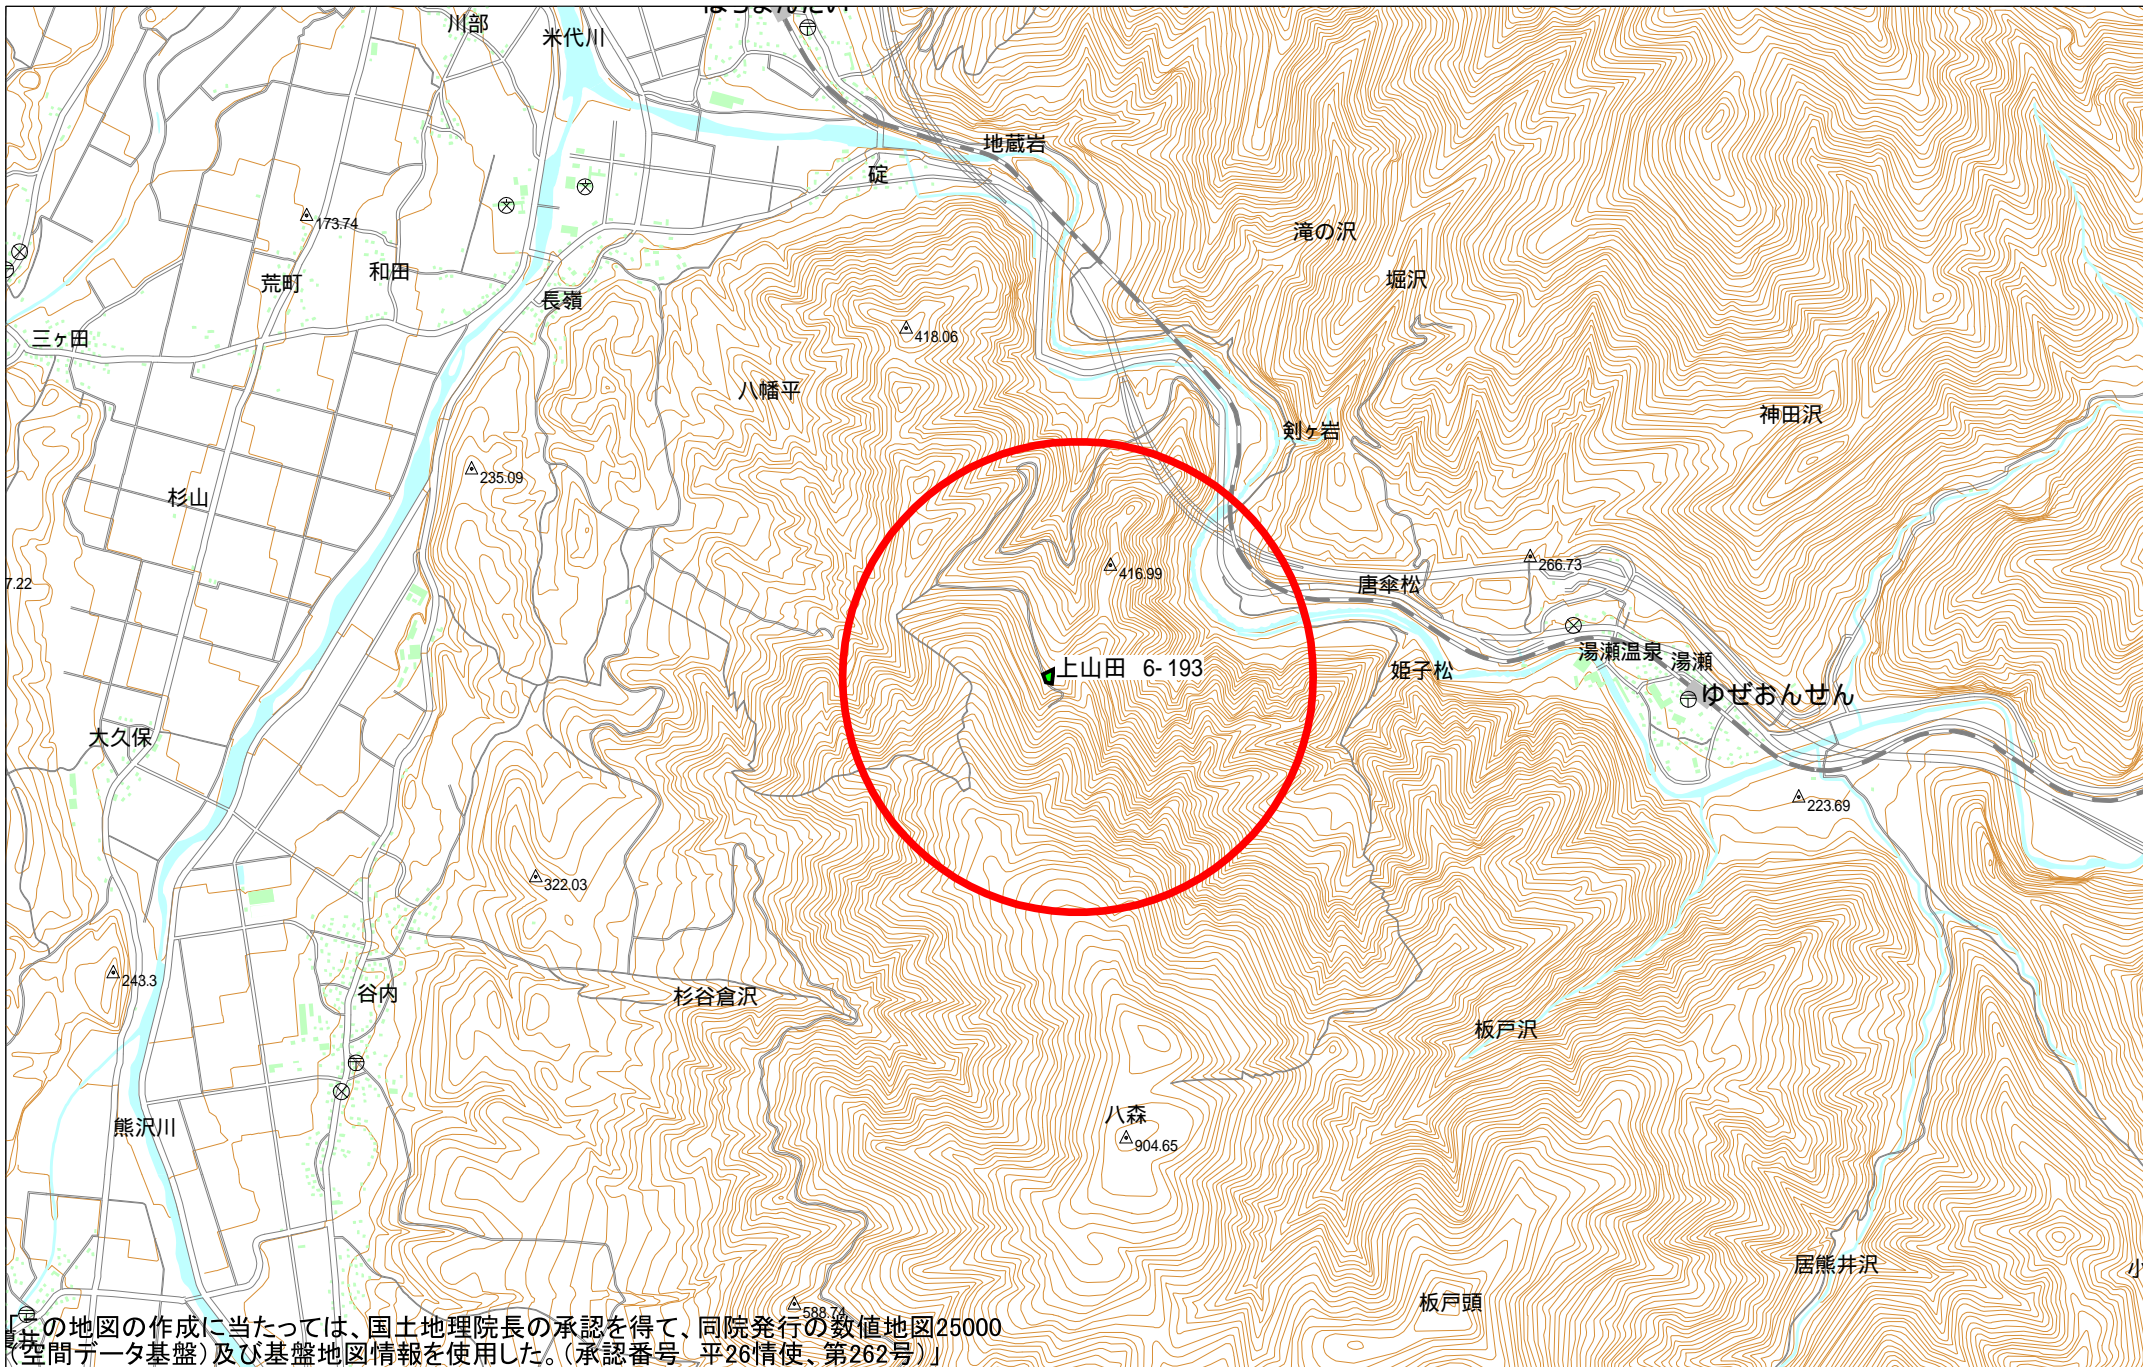 川部
米代川
地蔵岩
碇
173.74
滝の沢
荒町
和田
堀沢
長嶺
三ヶ田
418.06
八幡平
神田沢
剣ヶ岩
235.09
杉山
416.99
266.73
7.22
唐傘松
上山田 6-193
姫子松
湯瀬温泉
湯瀬
ゆぜおんせん
大久保
223.69
322.03
243.3
谷内
杉谷倉沢
板戸沢
八森
熊沢川
904.65
居熊井沢
小
板戸頭
588.74
の地図の作成に当たっては、国土地理院長の承認を得て、同院発行の数値地図25000
(空間データ基盤)及び基盤地図情報を使用した。(承認番号 平26情使、第262号)」